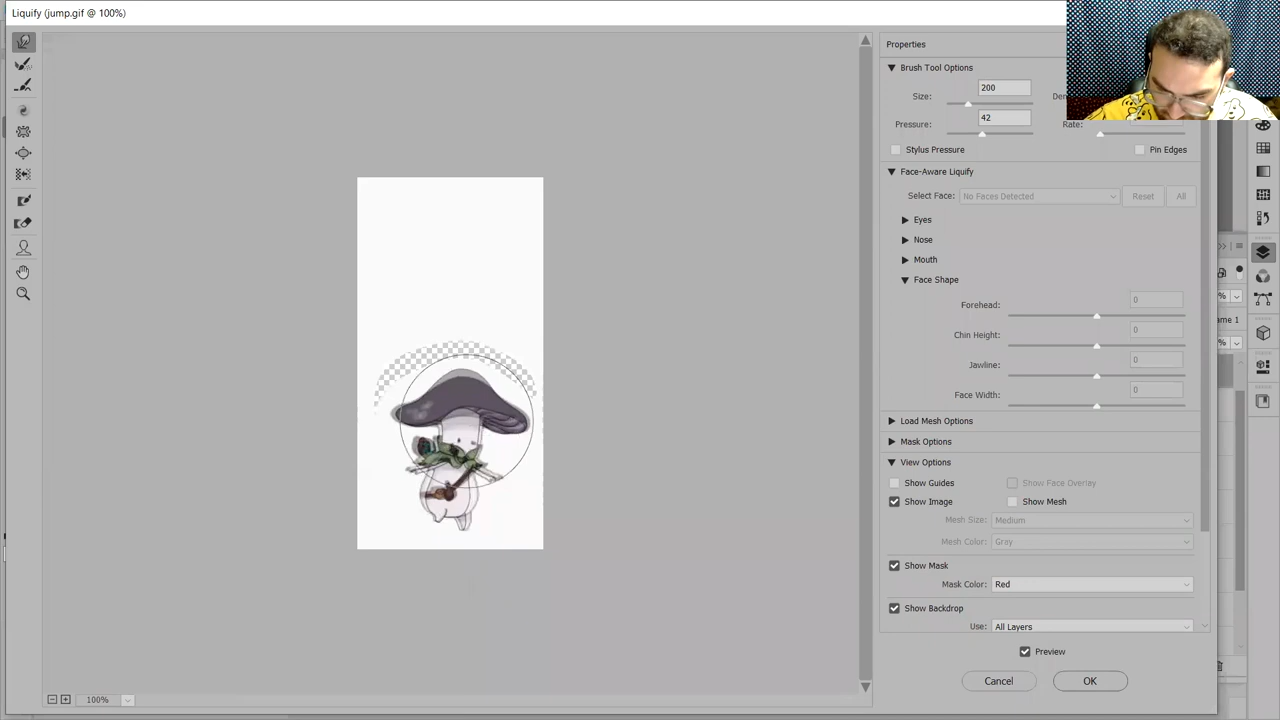 Liquify (jump.gif @ 100%)
Properties
Brush Tool Options
Size: 200
Pressure: 42
Rate:
Stylus Pressure
Pin Edges
Face-Aware Liquify
Select Face: No Faces Detected Reset All
Eyes
Nose
Mouth
Face Shape
Forehead: 0
Chin Height: 0
Jawline: 0
Face Width: 0
Load Mesh Options
Mask Options
View Options
Show Guides Show Face Overlay
Show Image Show Mesh
Mesh Size: Medium
Mesh Color: Gray
Show Mask
Mask Color: Red
Show Backdrop
Use: All Layers
Preview
Cancel OK
100%